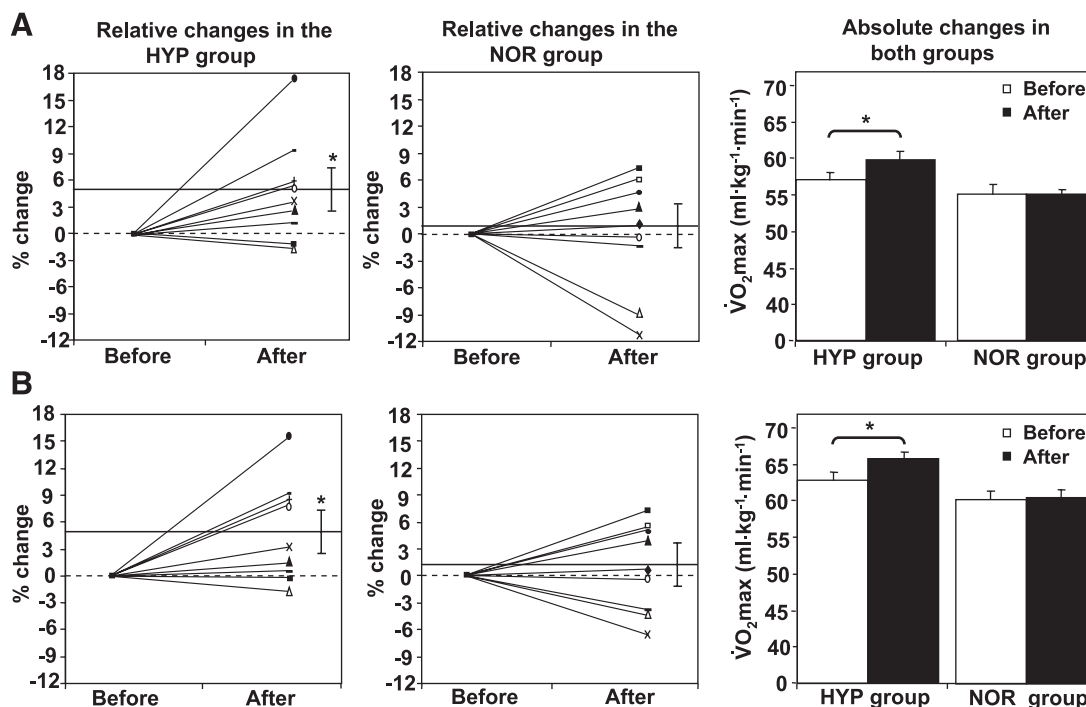 A
Relative changes in the
HYP group
% change
18
15
12
9
6
3
0
-3
-6
-9
-12
*
Before
After
Relative changes in the
NOR group
% change
18
15
12
9
6
3
0
-3
-6
-9
-12
Before
After
Absolute changes in
both groups
V̇O₂max (ml·kg⁻¹·min⁻¹)
70
65
60
55
55
45
40
0
Before
After
*
HYP group
NOR group
B
% change
18
15
12
9
6
3
0
-3
-6
-9
-12
*
Before
After
% change
18
15
12
9
6
3
0
-3
-6
-9
-12
Before
After
V̇O₂max (ml·kg⁻¹·min⁻¹)
70
65
60
55
55
45
40
0
Before
After
*
HYP group
NOR group